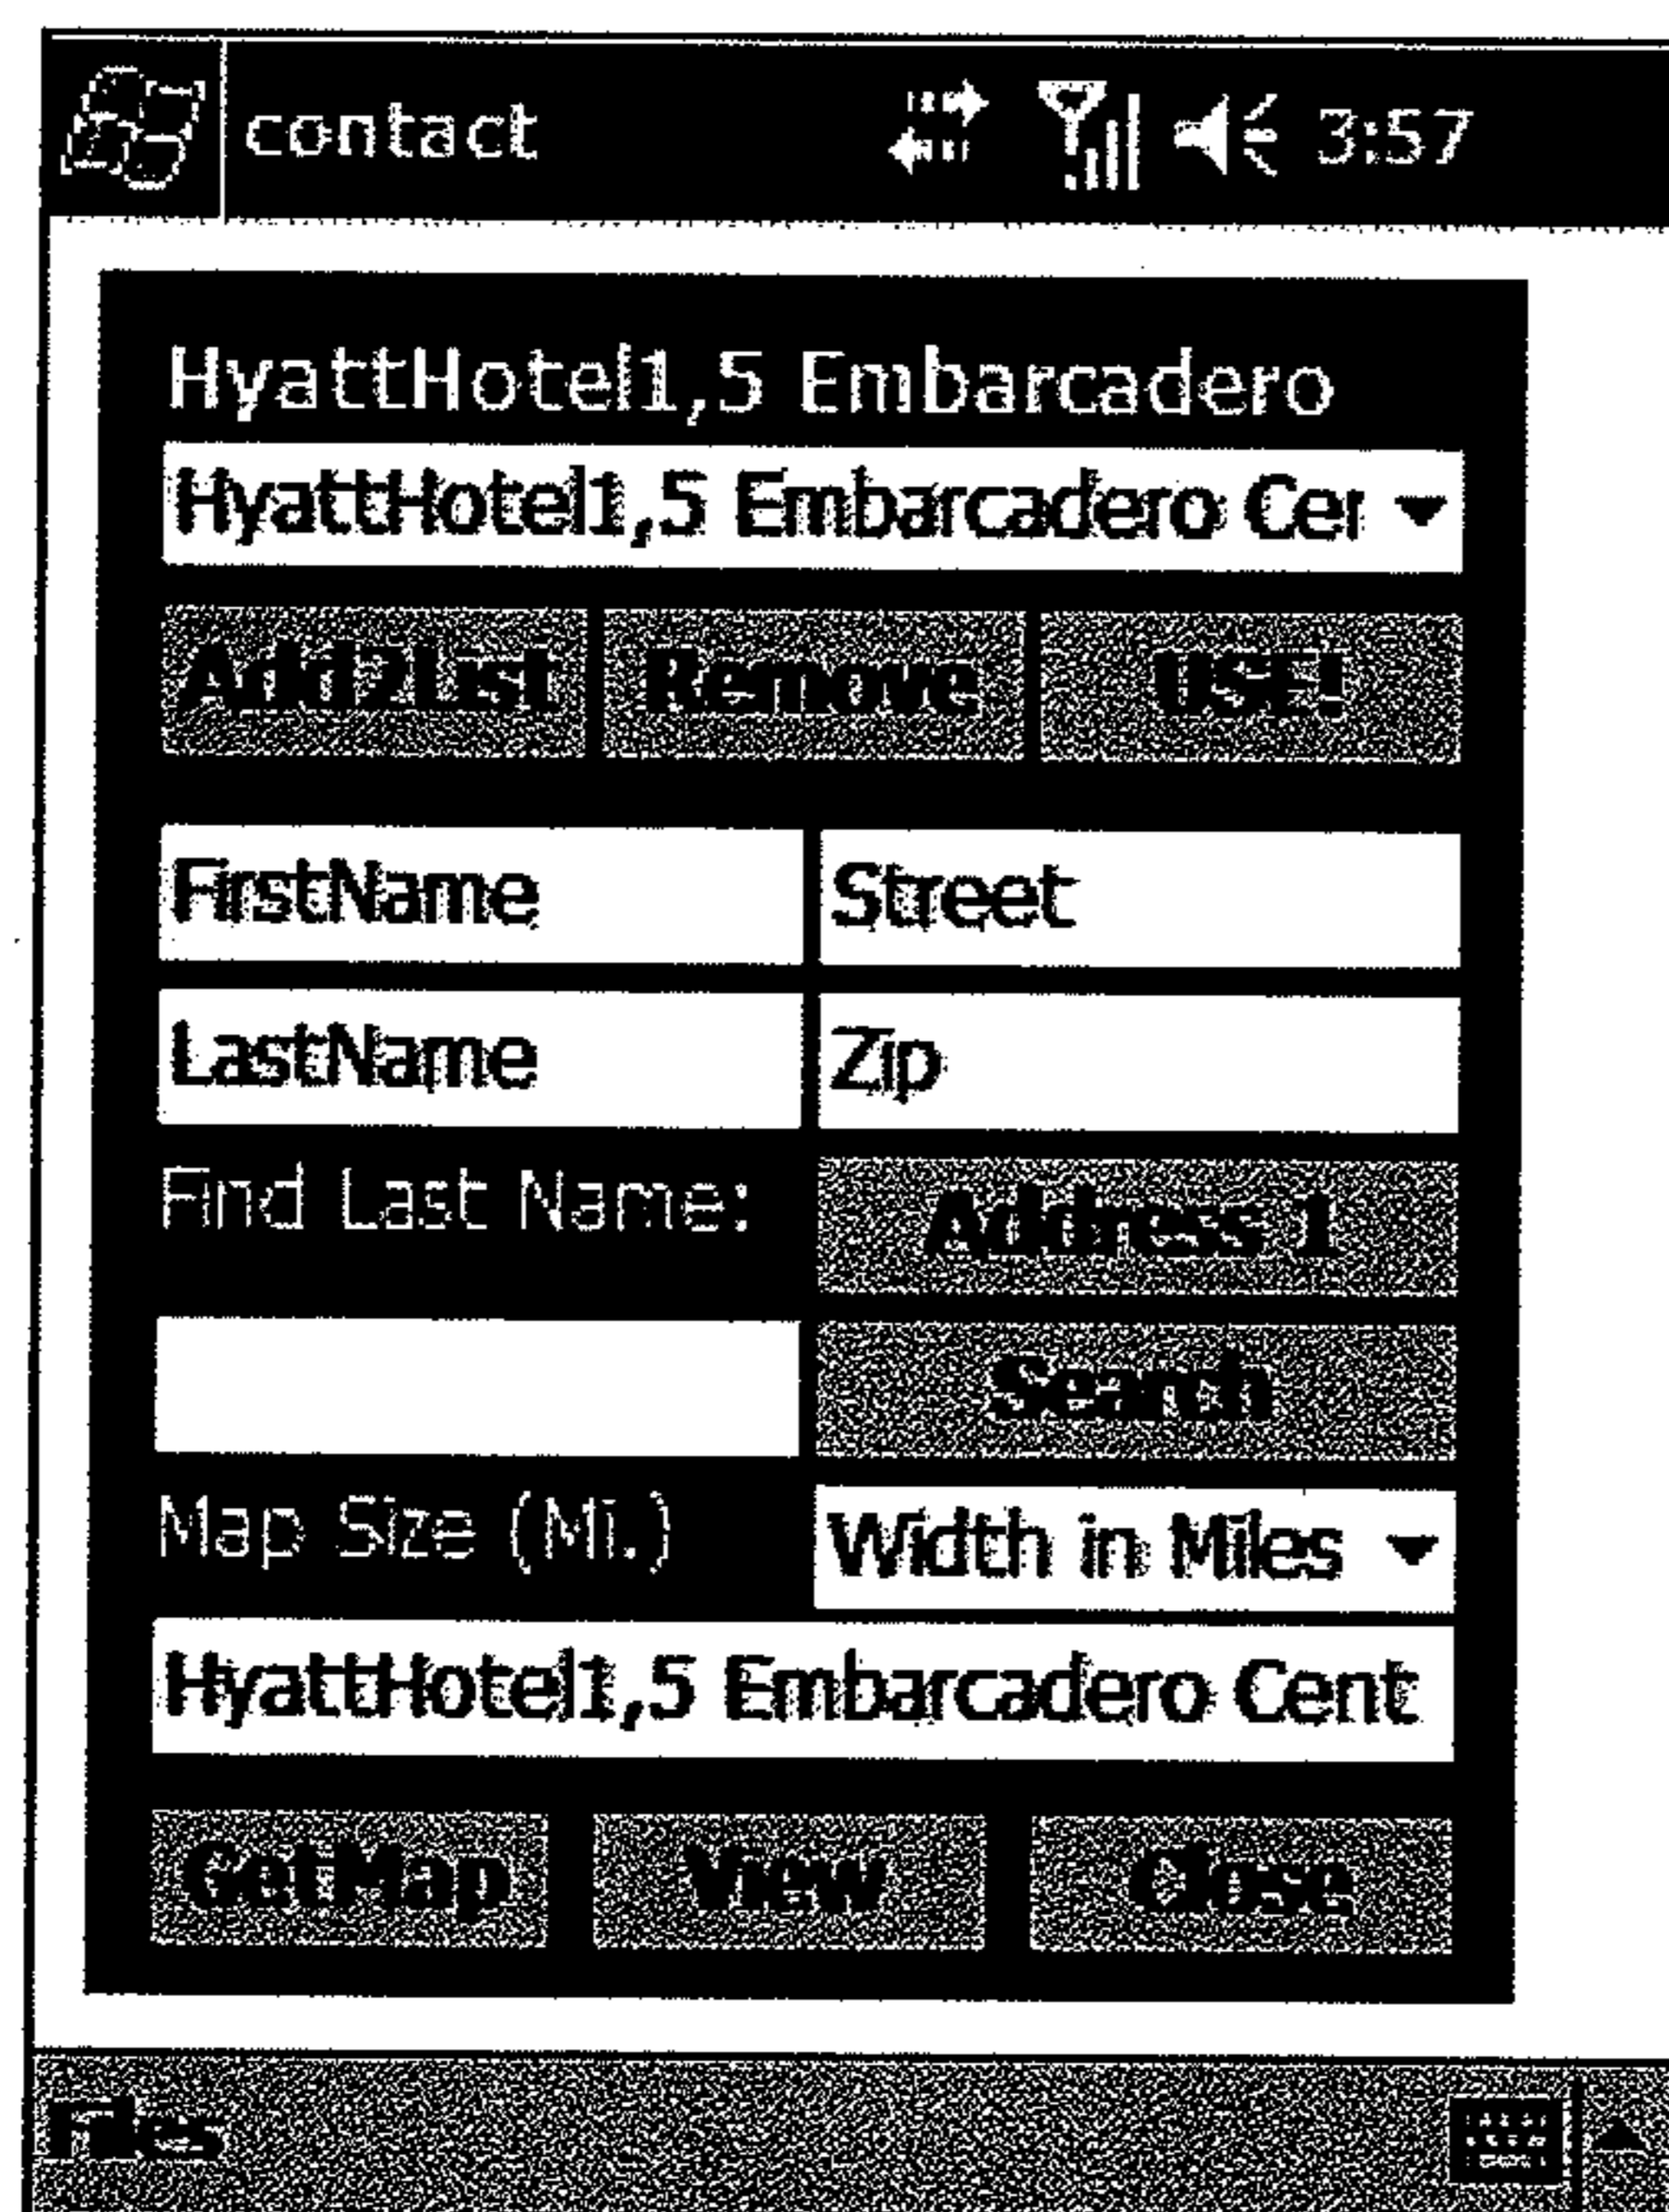 contact 3:57
HyattHotel1,5 Embarcadero
HyattHotel1,5 Embarcadero Cer
Add2List Remove USE!
FirstName Street
LastName Zip
Find Last Name: Address 1
Search
Map Size (Mi.) Width in Miles
HyattHotel1,5 Embarcadero Cent
GetMap View Close
Files